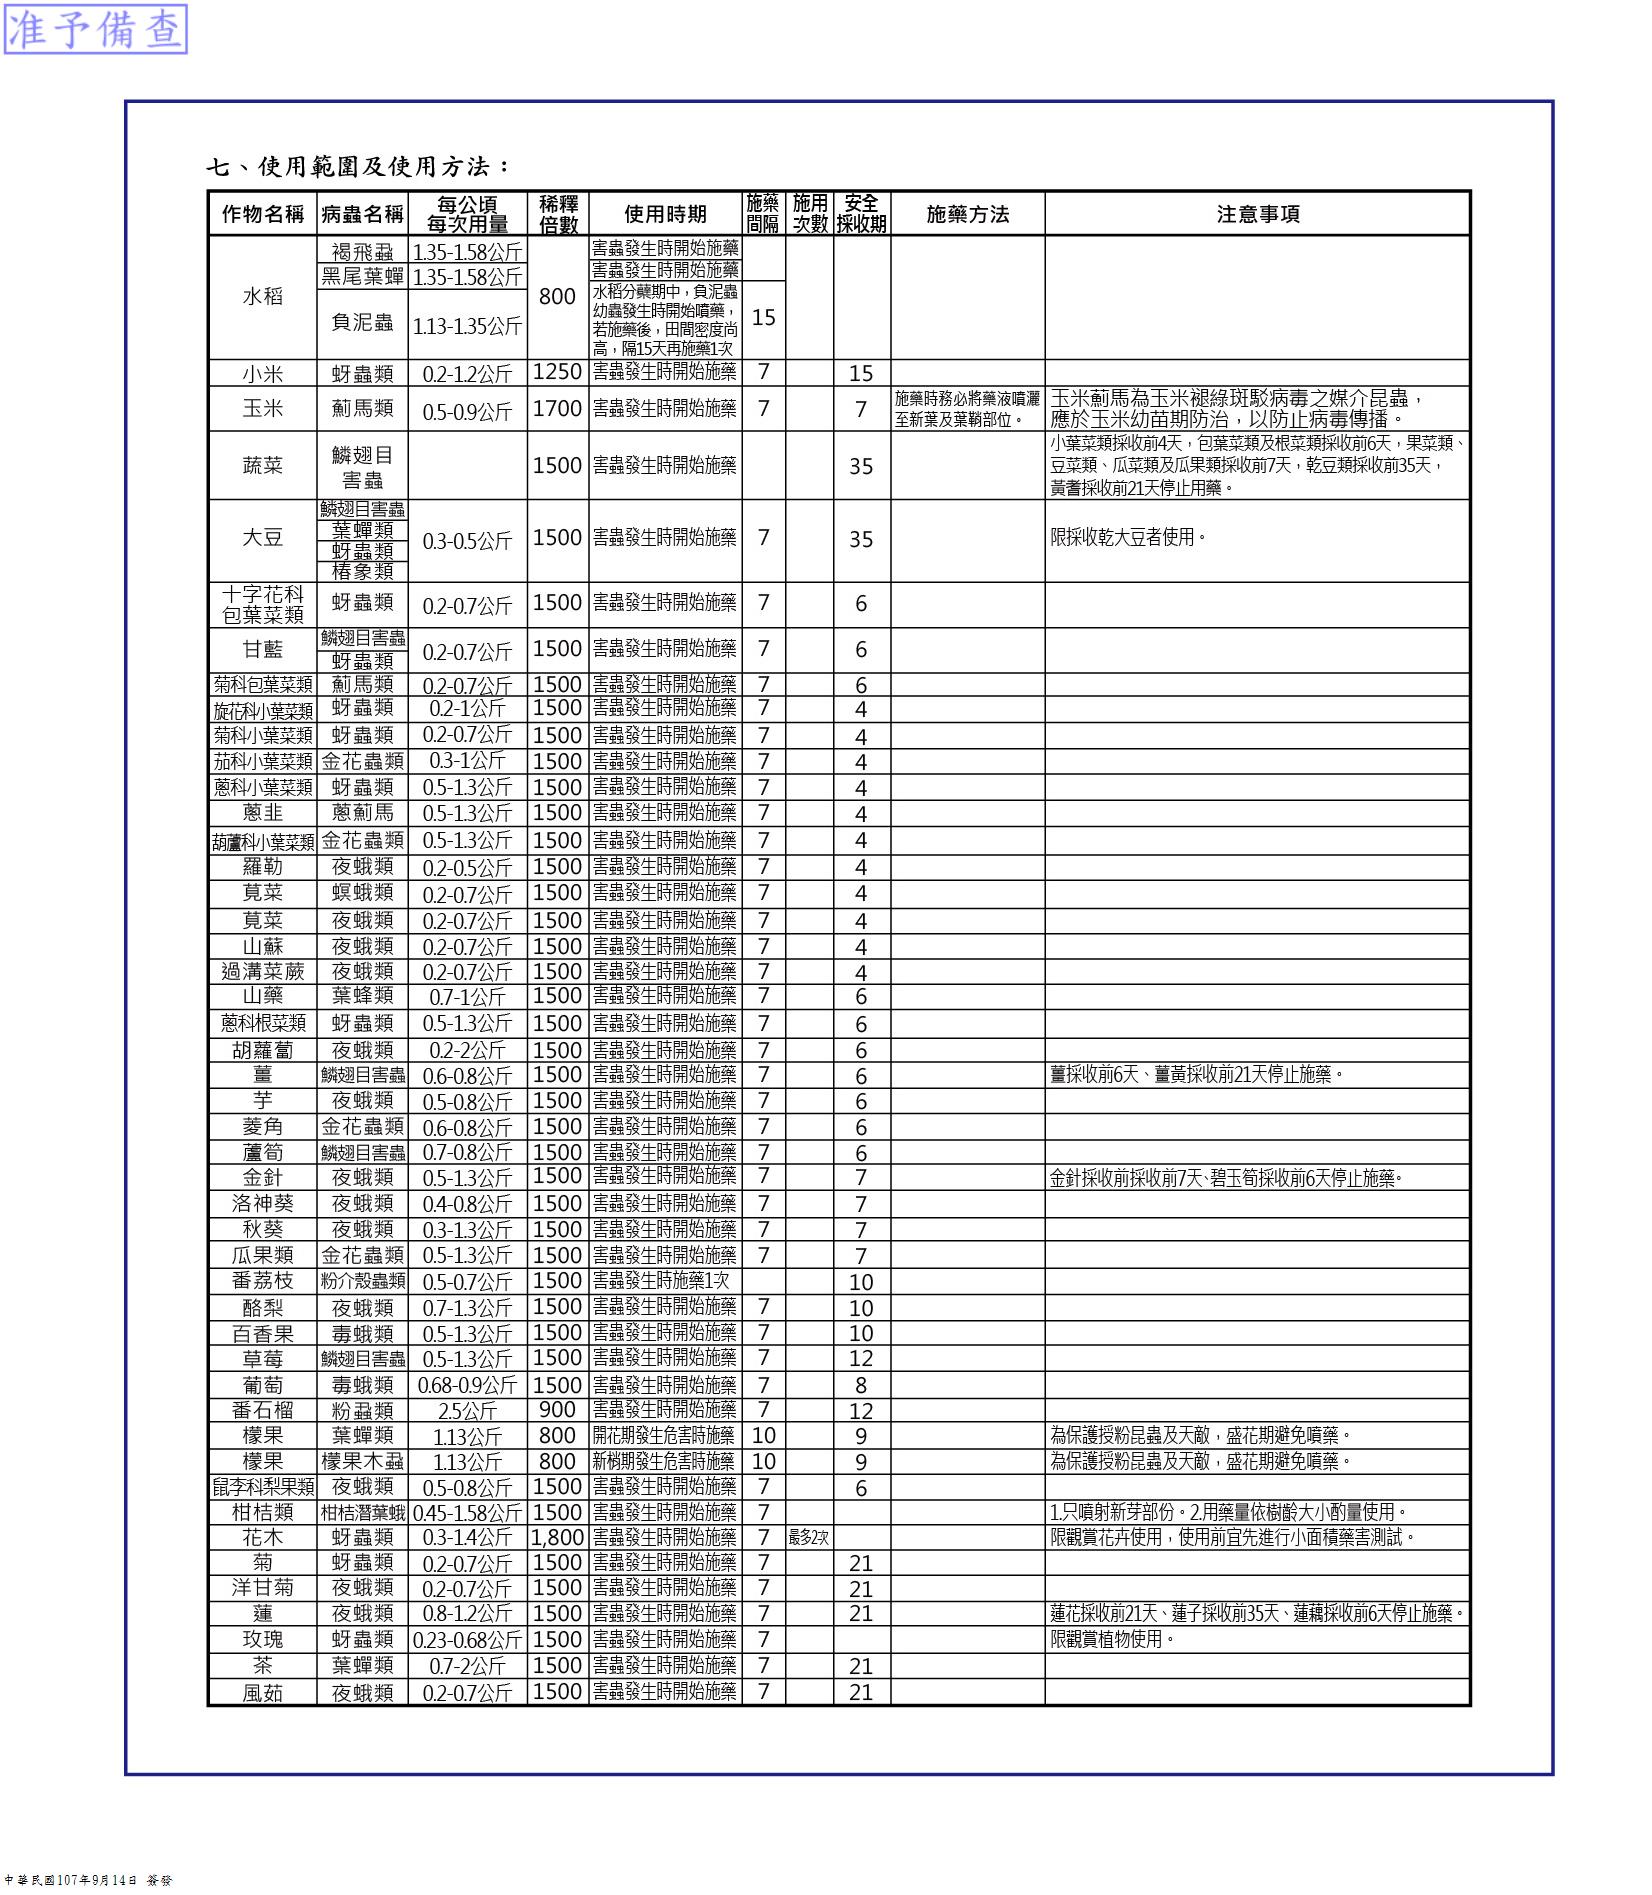 准予備查
七、使用範圍及使用方法：
作物名稱 病蟲名稱 每公頃每次用量 稀釋倍數 使用時期 施藥間隔 施用次數 安全採收期 施藥方法 注意事項
水稻 褐飛蝨 1.35-1.58公斤 800 害蟲發生時開始施藥
黑尾葉蟬 1.35-1.58公斤 害蟲發生時開始施藥
負泥蟲 1.13-1.35公斤 水稻分蘗期中，負泥蟲
幼蟲發生時開始噴藥，
若施藥後，田間密度尚
高，隔15天再施藥1次 15
小米 蚜蟲類 0.2-1.2公斤 1250 害蟲發生時開始施藥 7 15
玉米 薊馬類 0.5-0.9公斤 1700 害蟲發生時開始施藥 7 7 施藥時務必將藥液噴灑
至新葉及葉鞘部位。 玉米薊馬為玉米褪綠斑駁病毒之媒介昆蟲，
應於玉米幼苗期防治，以防止病毒傳播。
蔬菜 鱗翅目
害蟲 1500 害蟲發生時開始施藥 35 小葉菜類採收前4天，包葉菜類及根菜類採收前6天，果菜類、
豆菜類、瓜菜類及瓜果類採收前7天，乾豆類採收前35天，
黃耆採收前21天停止用藥。
大豆 鱗翅目害蟲
葉蟬類
蚜蟲類
椿象類 0.3-0.5公斤 1500 害蟲發生時開始施藥 7 35 限採收乾大豆者使用。
十字花科
包葉菜類 蚜蟲類 0.2-0.7公斤 1500 害蟲發生時開始施藥 7 6
甘藍 鱗翅目害蟲
蚜蟲類 0.2-0.7公斤 1500 害蟲發生時開始施藥 7 6
菊科包葉菜類 薊馬類 0.2-0.7公斤 1500 害蟲發生時開始施藥 7 6
旋花科小葉菜類 蚜蟲類 0.2-1公斤 1500 害蟲發生時開始施藥 7 4
菊科小葉菜類 蚜蟲類 0.2-0.7公斤 1500 害蟲發生時開始施藥 7 4
茄科小葉菜類 金花蟲類 0.3-1公斤 1500 害蟲發生時開始施藥 7 4
蔥科小葉菜類 蚜蟲類 0.5-1.3公斤 1500 害蟲發生時開始施藥 7 4
蔥韭 蔥薊馬 0.5-1.3公斤 1500 害蟲發生時開始施藥 7 4
葫蘆科小葉菜類 金花蟲類 0.5-1.3公斤 1500 害蟲發生時開始施藥 7 4
羅勒 夜蛾類 0.2-0.5公斤 1500 害蟲發生時開始施藥 7 4
莧菜 螟蛾類 0.2-0.7公斤 1500 害蟲發生時開始施藥 7 4
莧菜 夜蛾類 0.2-0.7公斤 1500 害蟲發生時開始施藥 7 4
山蘇 夜蛾類 0.2-0.7公斤 1500 害蟲發生時開始施藥 7 4
過溝菜蕨 夜蛾類 0.2-0.7公斤 1500 害蟲發生時開始施藥 7 4
山藥 葉蜂類 0.7-1公斤 1500 害蟲發生時開始施藥 7 6
蔥科根菜類 蚜蟲類 0.5-1.3公斤 1500 害蟲發生時開始施藥 7 6
胡蘿蔔 夜蛾類 0.2-2公斤 1500 害蟲發生時開始施藥 7 6
薑 鱗翅目害蟲 0.6-0.8公斤 1500 害蟲發生時開始施藥 7 6 薑採收前6天、薑黃採收前21天停止施藥。
芋 夜蛾類 0.5-0.8公斤 1500 害蟲發生時開始施藥 7 6
菱角 金花蟲類 0.6-0.8公斤 1500 害蟲發生時開始施藥 7 6
蘆筍 鱗翅目害蟲 0.7-0.8公斤 1500 害蟲發生時開始施藥 7 6
金針 夜蛾類 0.5-1.3公斤 1500 害蟲發生時開始施藥 7 7 金針採收前採收前7天、碧玉筍採收前6天停止施藥。
洛神葵 夜蛾類 0.4-0.8公斤 1500 害蟲發生時開始施藥 7 7
秋葵 夜蛾類 0.3-1.3公斤 1500 害蟲發生時開始施藥 7 7
瓜果類 金花蟲類 0.5-1.3公斤 1500 害蟲發生時開始施藥 7 7
番荔枝 粉介殼蟲類 0.5-0.7公斤 1500 害蟲發生時施藥1次 10
酪梨 夜蛾類 0.7-1.3公斤 1500 害蟲發生時開始施藥 7 10
百香果 毒蛾類 0.5-1.3公斤 1500 害蟲發生時開始施藥 7 10
草莓 鱗翅目害蟲 0.5-1.3公斤 1500 害蟲發生時開始施藥 7 12
葡萄 毒蛾類 0.68-0.9公斤 1500 害蟲發生時開始施藥 7 8
番石榴 粉蝨類 2.5公斤 900 害蟲發生時開始施藥 7 12
檬果 葉蟬類 1.13公斤 800 開花期發生危害時施藥 10 9 為保護授粉昆蟲及天敵，盛花期避免噴藥。
檬果 檬果木蝨 1.13公斤 800 新梢期發生危害時施藥 10 9 為保護授粉昆蟲及天敵，盛花期避免噴藥。
鼠李科梨果類 夜蛾類 0.5-0.8公斤 1500 害蟲發生時開始施藥 7 6
柑桔類 柑桔潛葉蛾 0.45-1.58公斤 1500 害蟲發生時開始施藥 7 1.只噴射新芽部份。2.用藥量依樹齡大小酌量使用。
花木 蚜蟲類 0.3-1.4公斤 1,800 害蟲發生時開始施藥 7 最多2次 限觀賞花卉使用，使用前宜先進行小面積藥害測試。
菊 蚜蟲類 0.2-0.7公斤 1500 害蟲發生時開始施藥 7 21
洋甘菊 夜蛾類 0.2-0.7公斤 1500 害蟲發生時開始施藥 7 21
蓮 夜蛾類 0.8-1.2公斤 1500 害蟲發生時開始施藥 7 21 蓮花採收前21天、蓮子採收前35天、蓮藕採收前6天停止施藥。
玫瑰 蚜蟲類 0.23-0.68公斤 1500 害蟲發生時開始施藥 7 限觀賞植物使用。
茶 葉蟬類 0.7-2公斤 1500 害蟲發生時開始施藥 7 21
風茹 夜蛾類 0.2-0.7公斤 1500 害蟲發生時開始施藥 7 21
中華民國107年9月14日 簽發